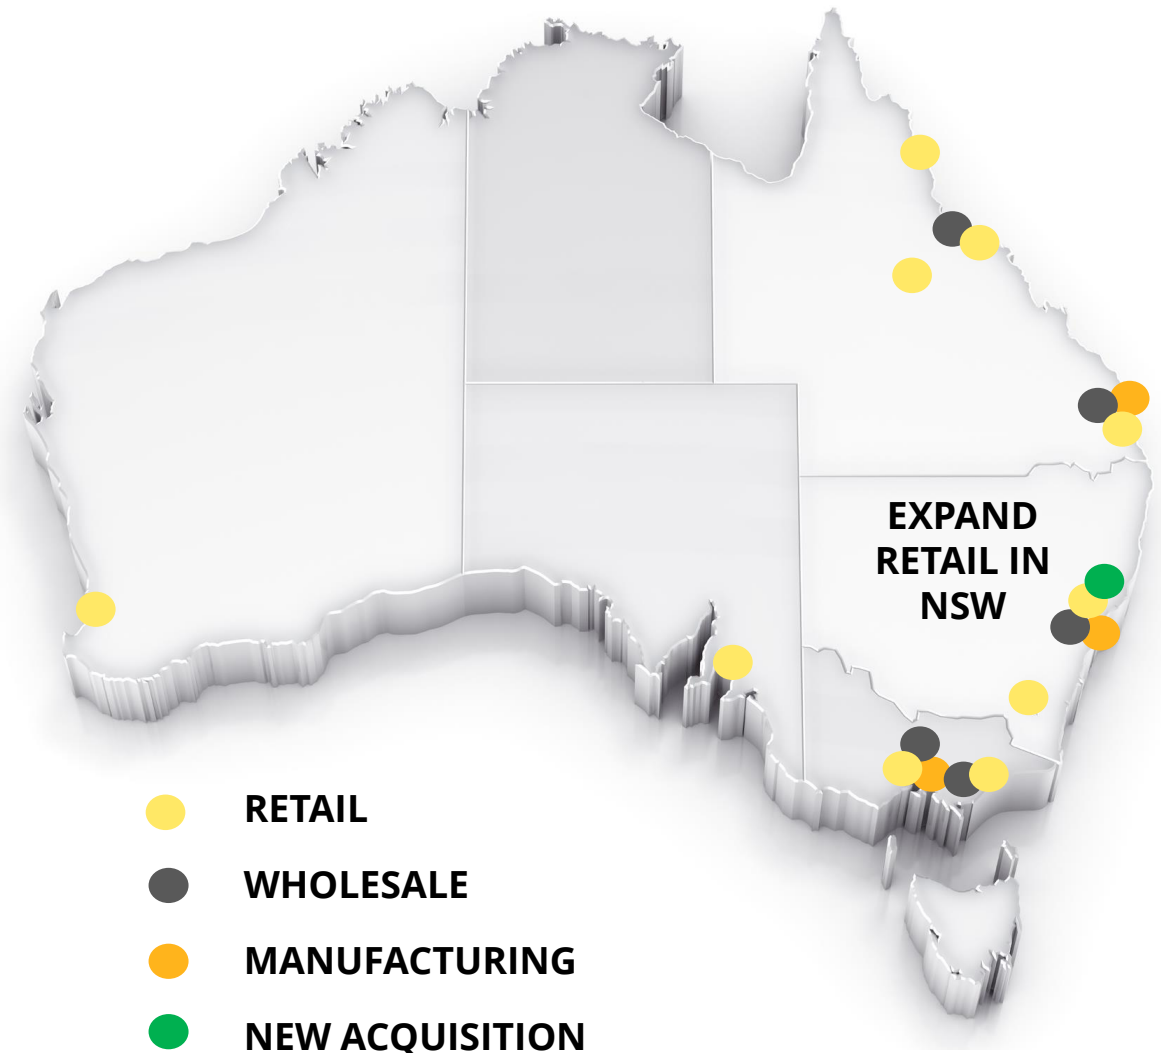 EXPAND
RETAIL IN
NSW
RETAIL
WHOLESALE
MANUFACTURING
NEW ACQUISITION